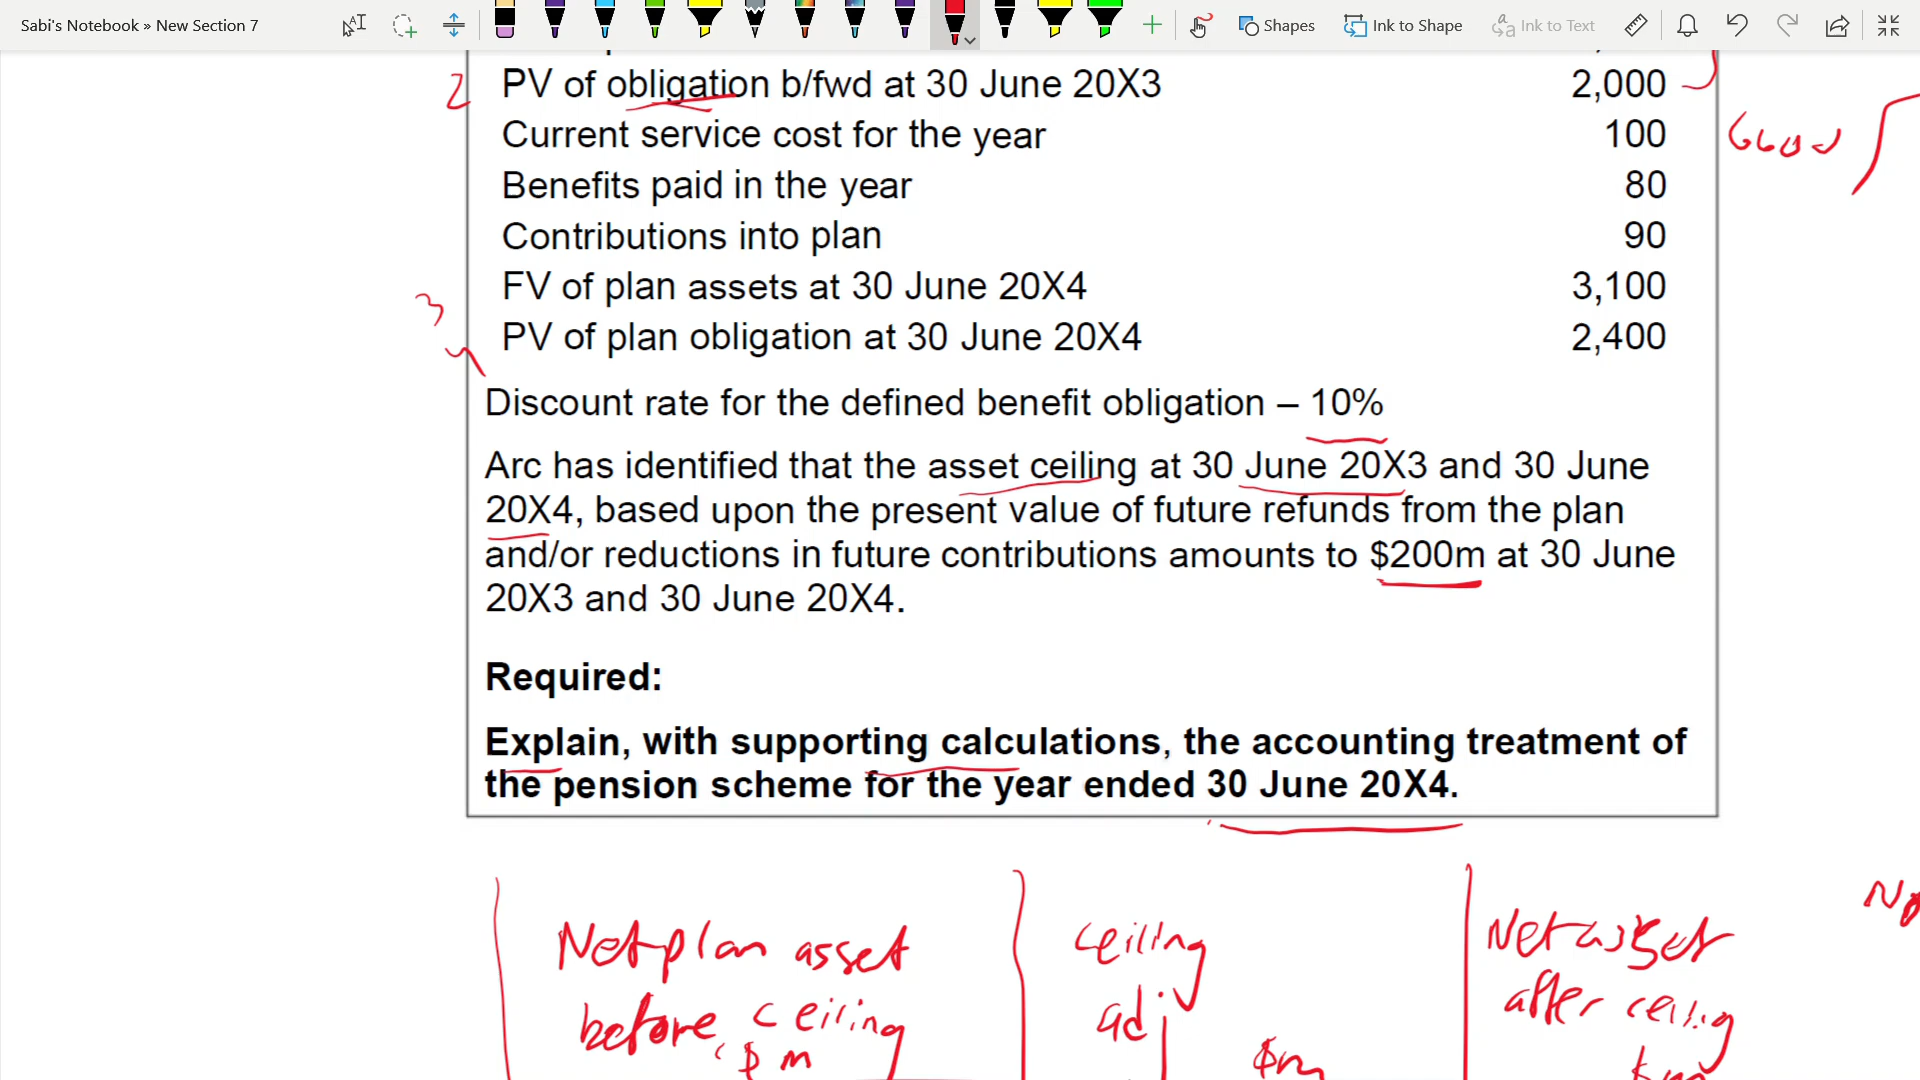 Sabi's Notebook » New Section 7
Shapes
Ink to Shape
Ink to Text
2
PV of obligation b/fwd at 30 June 20X3 2,000
Current service cost for the year 100
Benefits paid in the year 80
Contributions into plan 90
3
FV of plan assets at 30 June 20X4 3,100
PV of plan obligation at 30 June 20X4 2,400
Discount rate for the defined benefit obligation – 10%
Arc has identified that the asset ceiling at 30 June 20X3 and 30 June
20X4, based upon the present value of future refunds from the plan
and/or reductions in future contributions amounts to $200m at 30 June
20X3 and 30 June 20X4.
Required:
Explain, with supporting calculations, the accounting treatment of
the pension scheme for the year ended 30 June 20X4.
Net plan asset
before ceiling
$m
ceiling
adj
$m
Net asset
after ceiling
$m